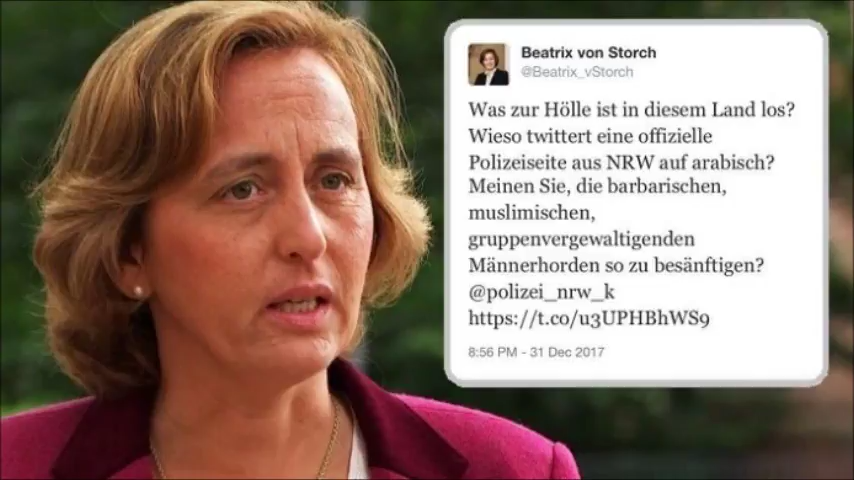 Beatrix von Storch
@Beatrix_vStorch
Was zur Hölle ist in diesem Land los?
Wieso twittert eine offizielle
Polizeiseite aus NRW auf arabisch?
Meinen Sie, die barbarischen,
muslimischen,
gruppenvergewaltigenden
Männerhorden so zu besänftigen?
@polizei_nrw_k
https://t.co/u3UPHBhWS9
8:56 PM - 31 Dec 2017